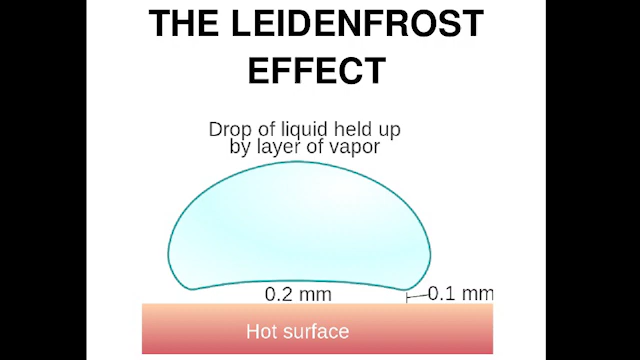 THE LEIDENFROST
EFFECT
Drop of liquid held up
by layer of vapor
0.2 mm
0.1 mm
Hot surface